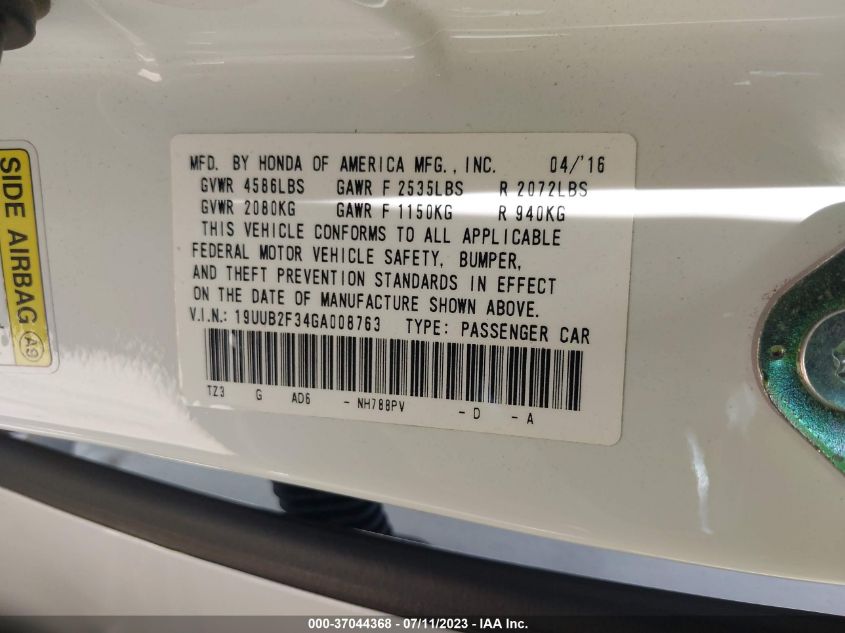 MFD. BY HONDA OF AMERICA MFG., INC. 04/'16
GVWR 4586LBS GAWR F 2535LBS R 2072LBS
GVWR 2080KG GAWR F 1150KG R 940KG
THIS VEHICLE CONFORMS TO ALL APPLICABLE
FEDERAL MOTOR VEHICLE SAFETY, BUMPER,
AND THEFT PREVENTION STANDARDS IN EFFECT
ON THE DATE OF MANUFACTURE SHOWN ABOVE.
V.I.N.: 19UUB2F34GA008763 TYPE: PASSENGER CAR
TZ3 G AD6 - NH788PV - D - A
SIDE AIRBAG A9
000-37044368 - 07/11/2023 - IAA Inc.